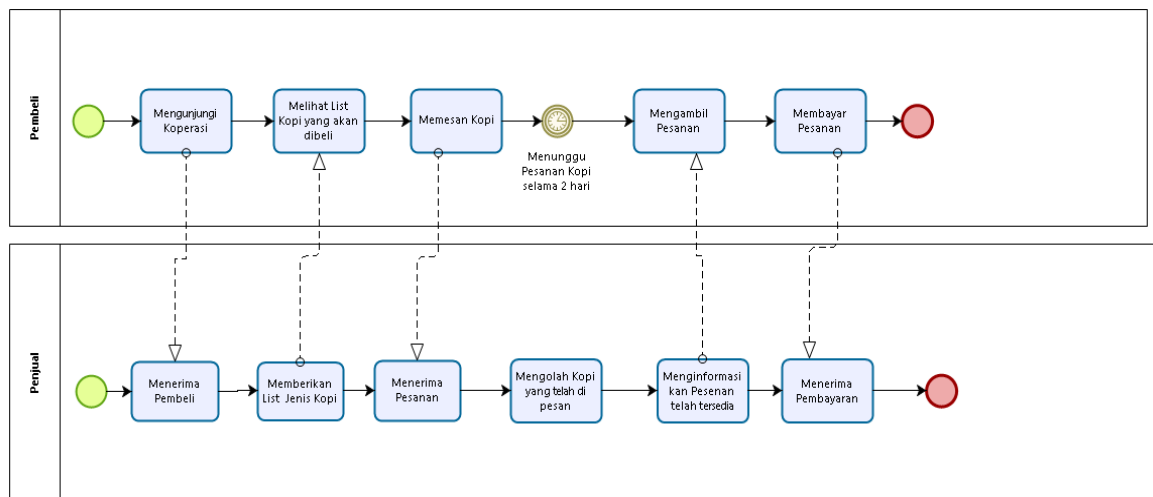 Pembeli
Mengunjungi
Koperasi
Melihat List
Kopi yang akan
dibeli
Memesan Kopi
Menunggu
Pesanan Kopi
selama 2 hari
Mengambil
Pesanan
Membayar
Pesanan
Penjual
Menerima
Pembeli
Memberikan
List Jenis Kopi
Menerima
Pesanan
Mengolah Kopi
yang telah di
pesan
Menginformasi
kan Pesenan
telah tersedia
Menerima
Pembayaran